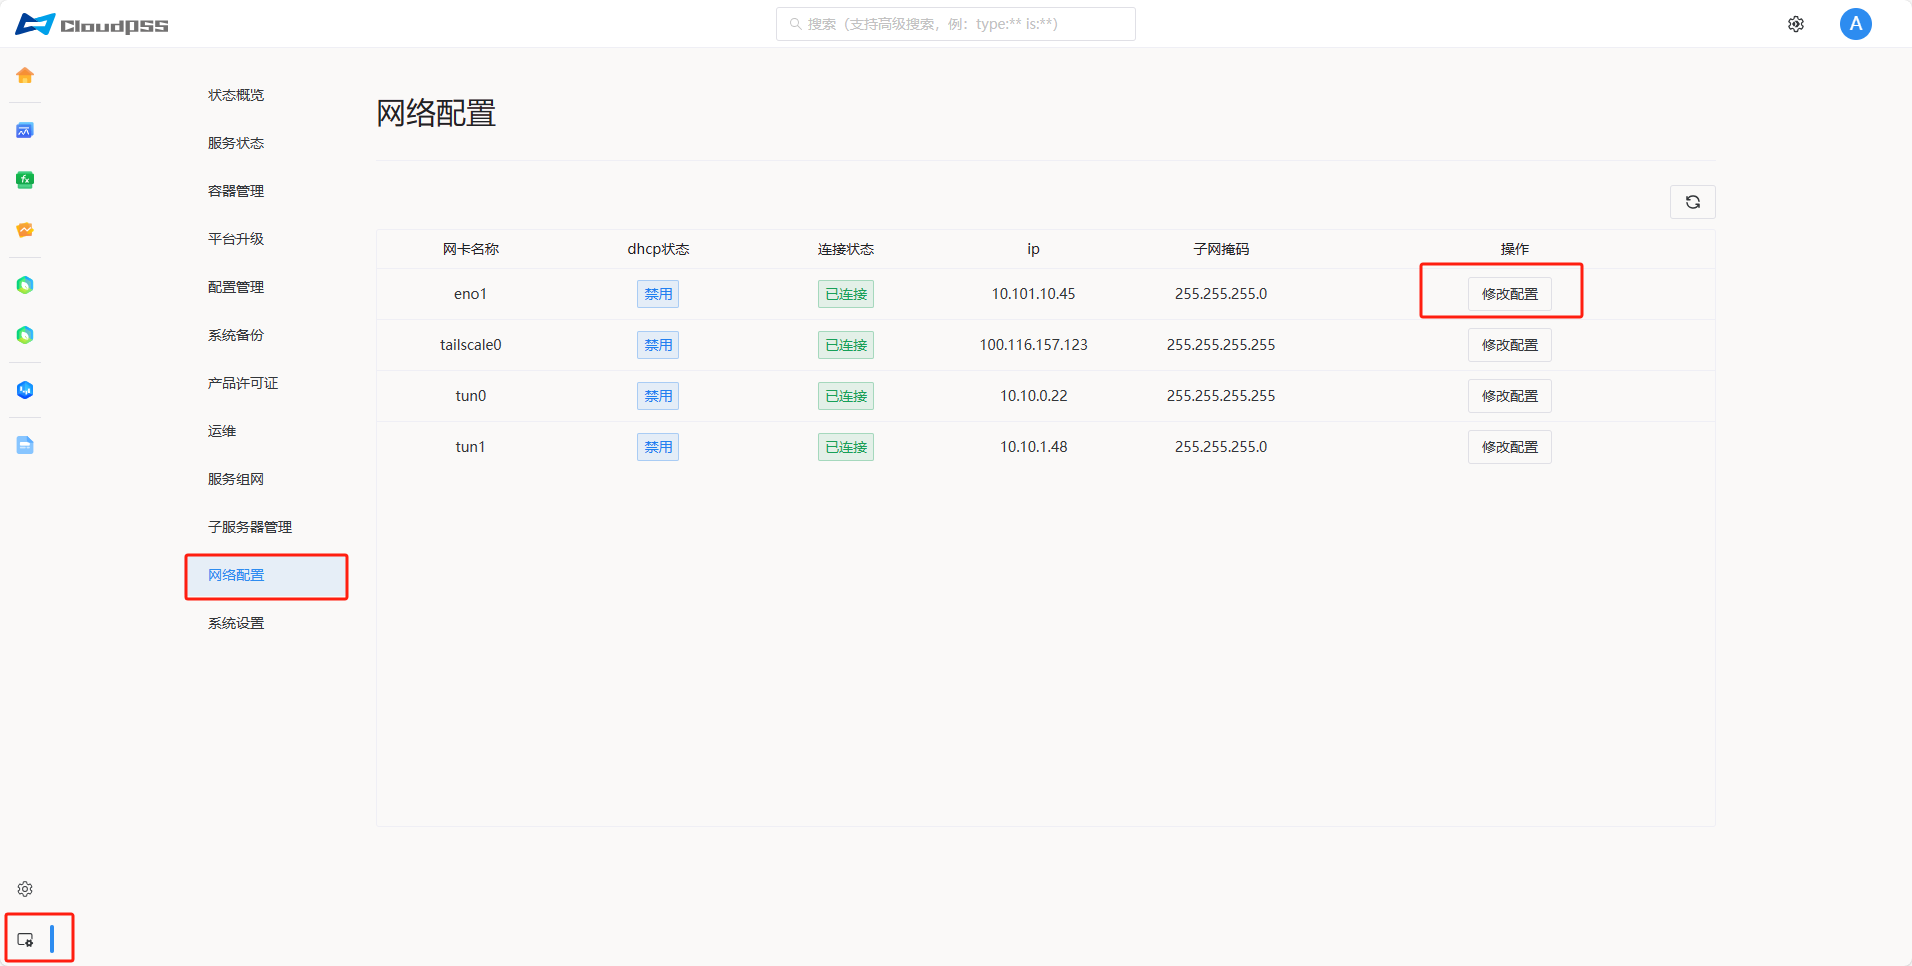 CloudPSS
搜索（支持高级搜索，例：type:** is:**）
A
状态概览
服务状态
容器管理
平台升级
配置管理
系统备份
产品许可证
运维
服务组网
子服务器管理
网络配置
系统设置
网络配置
网卡名称 dhcp状态 连接状态 ip 子网掩码 操作
eno1 禁用 已连接 10.101.10.45 255.255.255.0 修改配置
tailscale0 禁用 已连接 100.116.157.123 255.255.255.255 修改配置
tun0 禁用 已连接 10.10.0.22 255.255.255.255 修改配置
tun1 禁用 已连接 10.10.1.48 255.255.255.0 修改配置